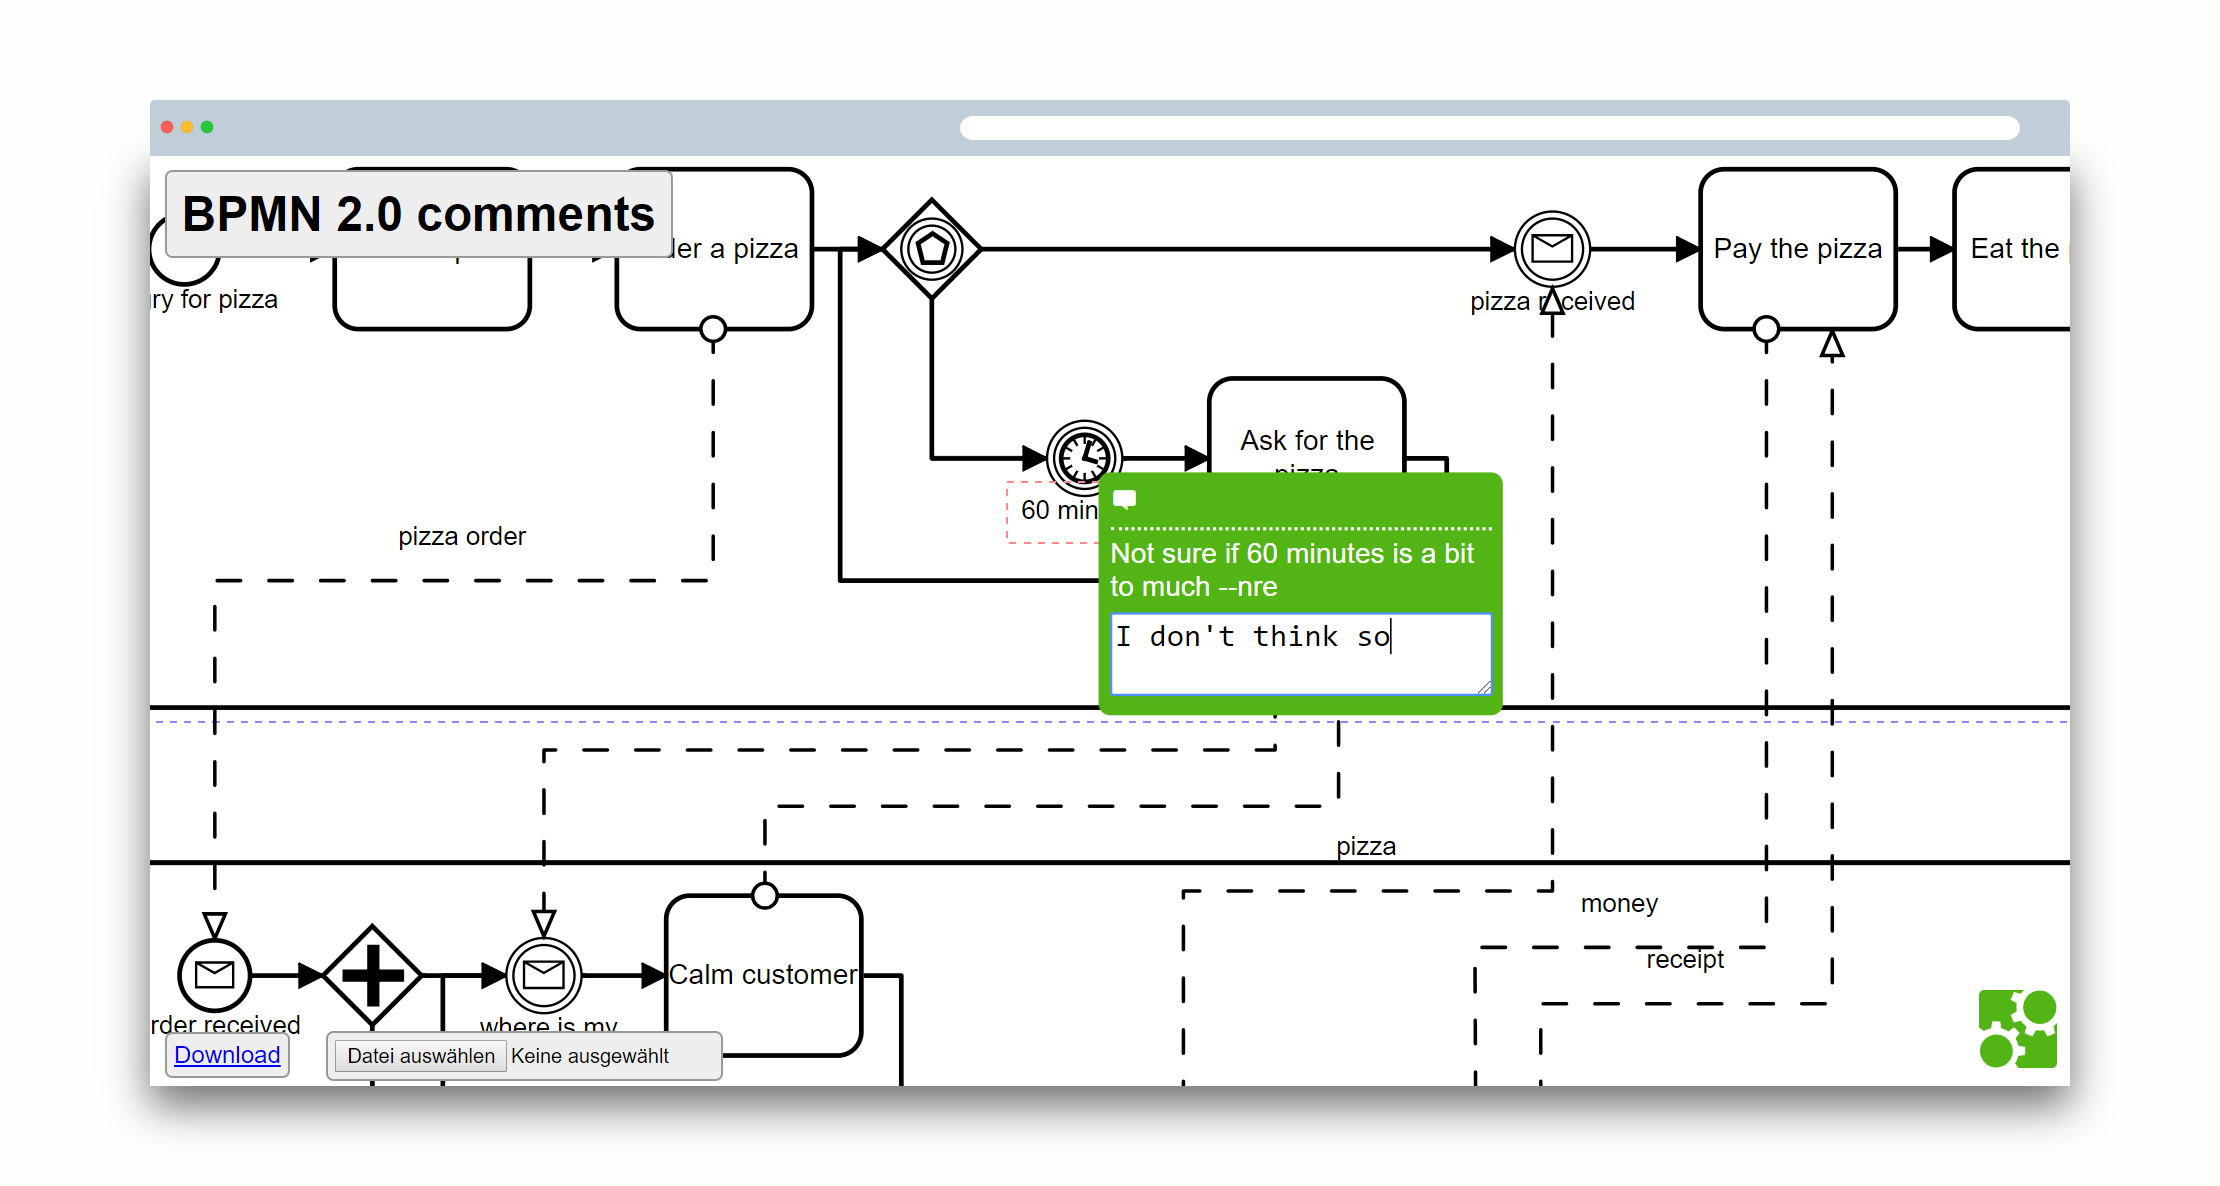 BPMN 2.0 comments
der a pizza
Pay the pizza
Eat the
ry for pizza
pizza received
Ask for the
pizza
60 min
pizza order
Not sure if 60 minutes is a bit
to much --nre
I don't think so
pizza
money
receipt
Calm customer
rder received
where is my
Download
Datei auswählen Keine ausgewählt